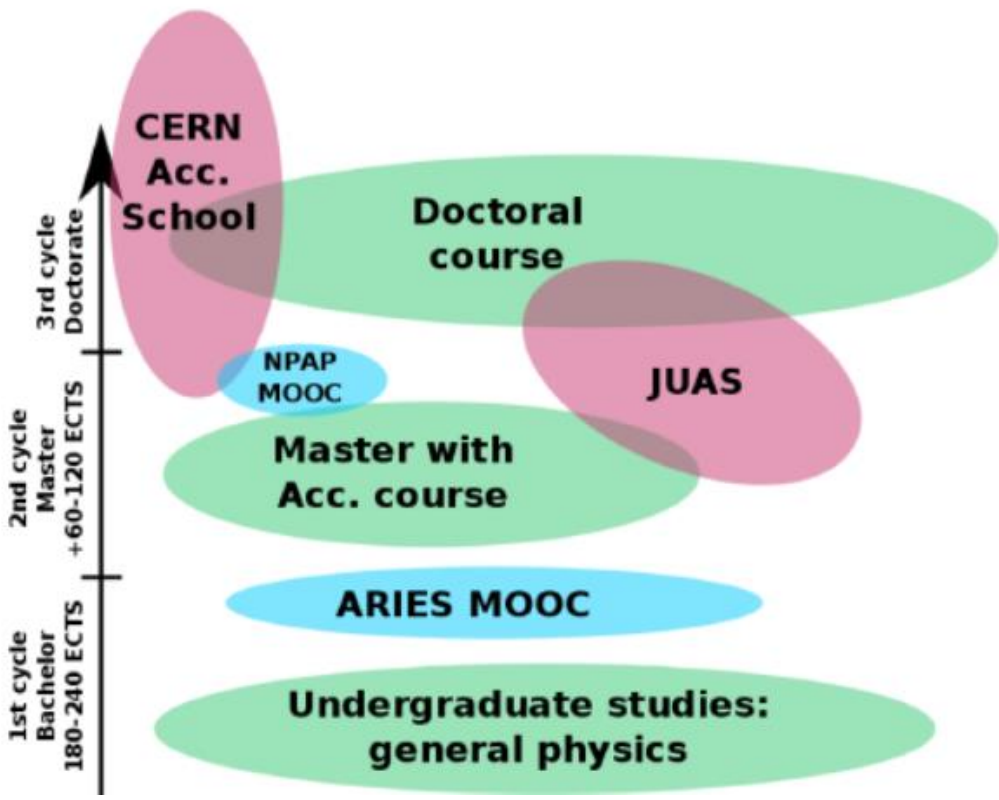 CERN
Acc.
School
Doctoral
course
3rd cycle
Doctorate
NPAP
MOOC
JUAS
2nd cycle
Master
+60-120 ECTS
Master with
Acc. course
ARIES MOOC
1st cycle
Bachelor
180-240 ECTS
Undergraduate studies:
general physics